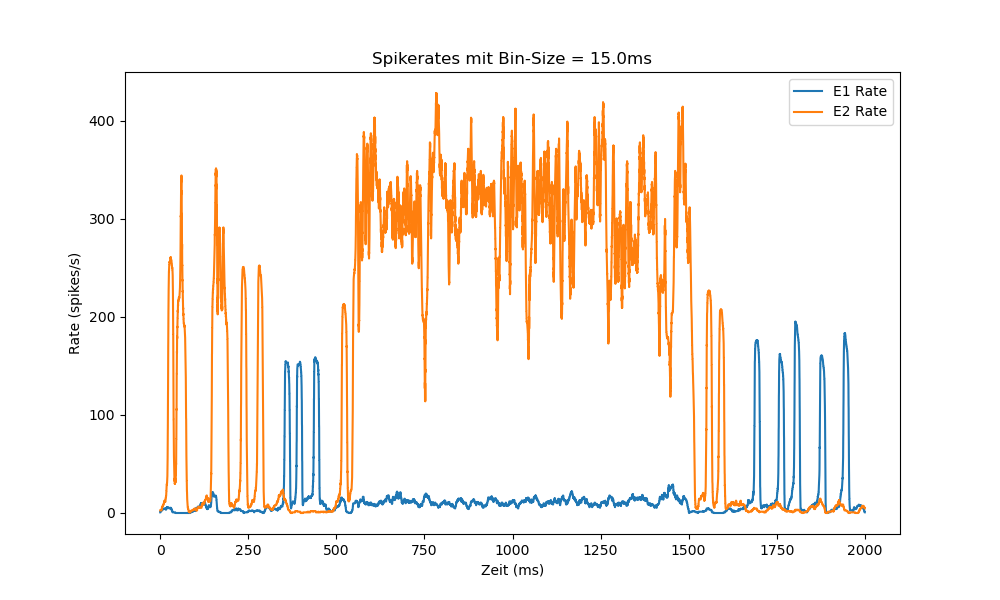 Spikerates mit Bin-Size = 15.0ms
E1 Rate
E2 Rate
Rate (spikes/s)
400
300
200
100
0
0 250 500 750 1000 1250 1500 1750 2000
Zeit (ms)